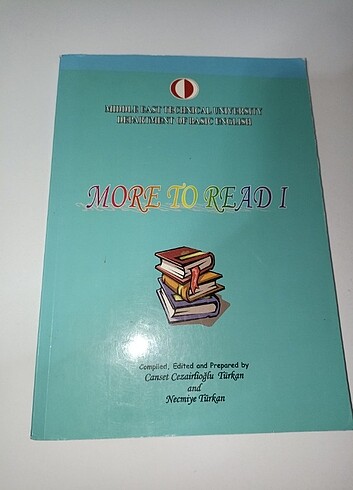 MIDDLE EAST TECHNICAL UNIVERSITY
DEPARTMENT OF BASIC ENGLISH
MORE TO READ I
Compiled, Edited and Prepared by
Canset Cezairlioğlu Türkan
and
Necmiye Türkan